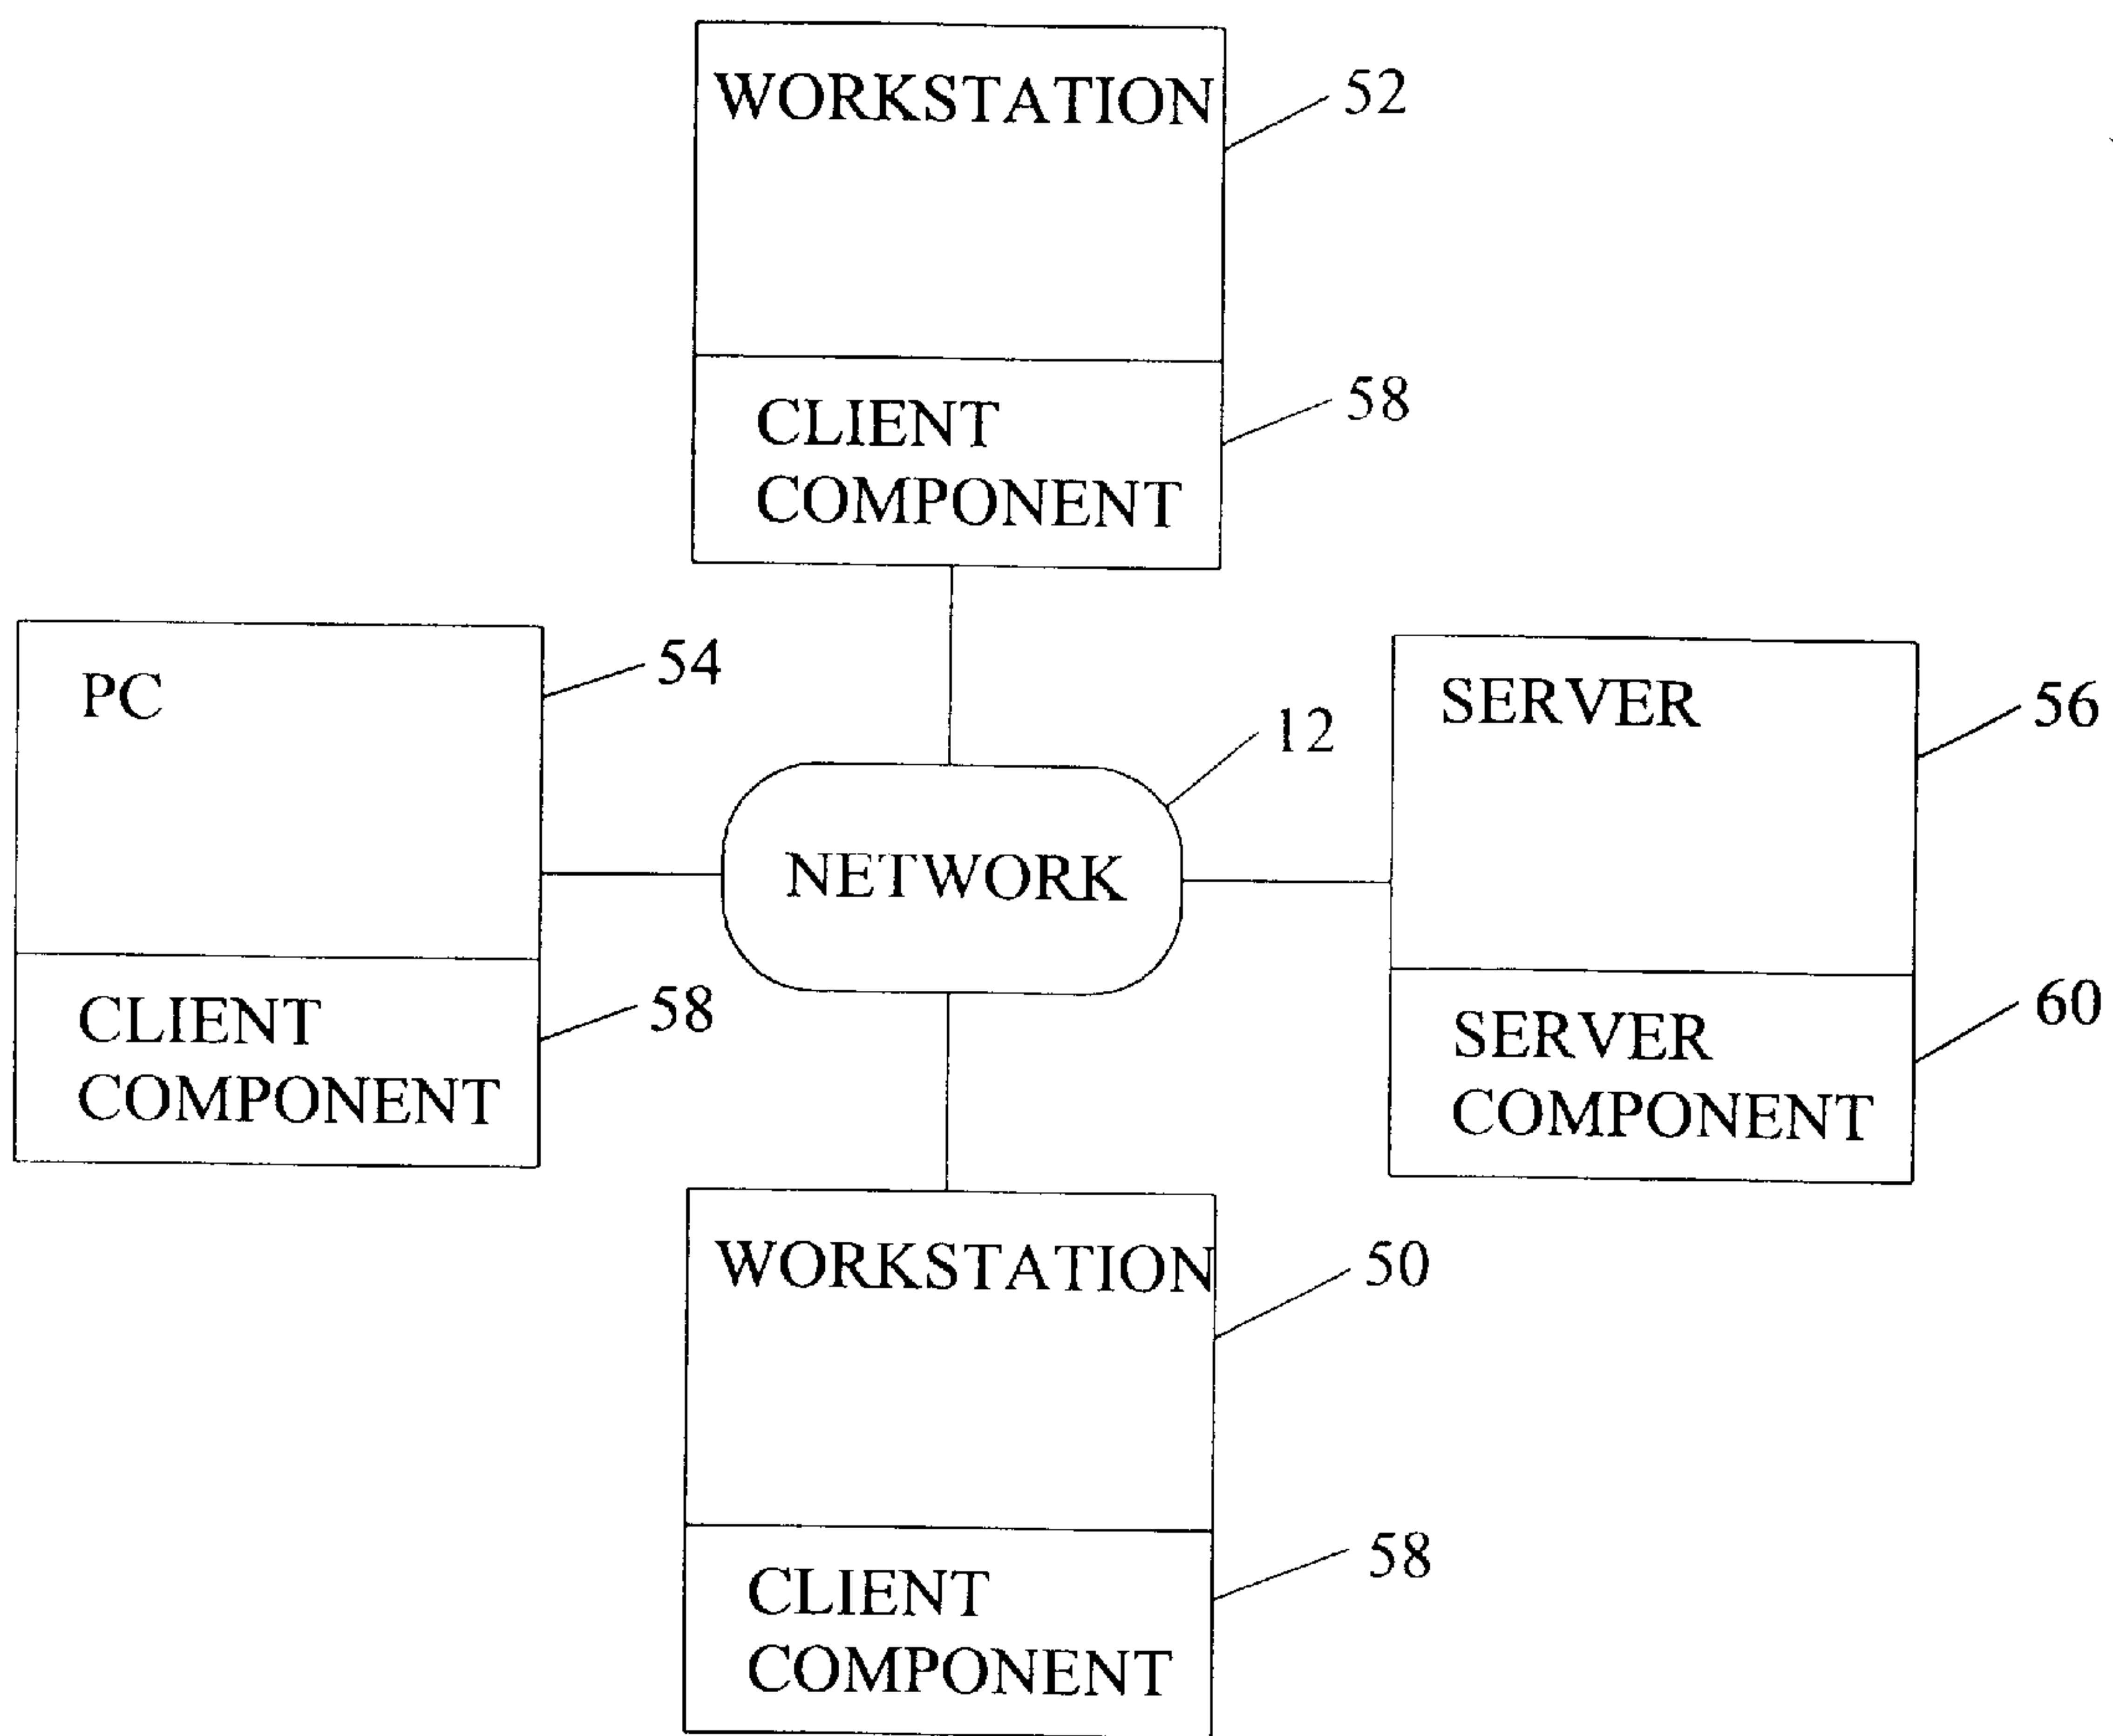 WORKSTATION
52
CLIENT
COMPONENT
58
PC
54
CLIENT
COMPONENT
58
NETWORK
12
SERVER
56
SERVER
COMPONENT
60
WORKSTATION
50
CLIENT
COMPONENT
58